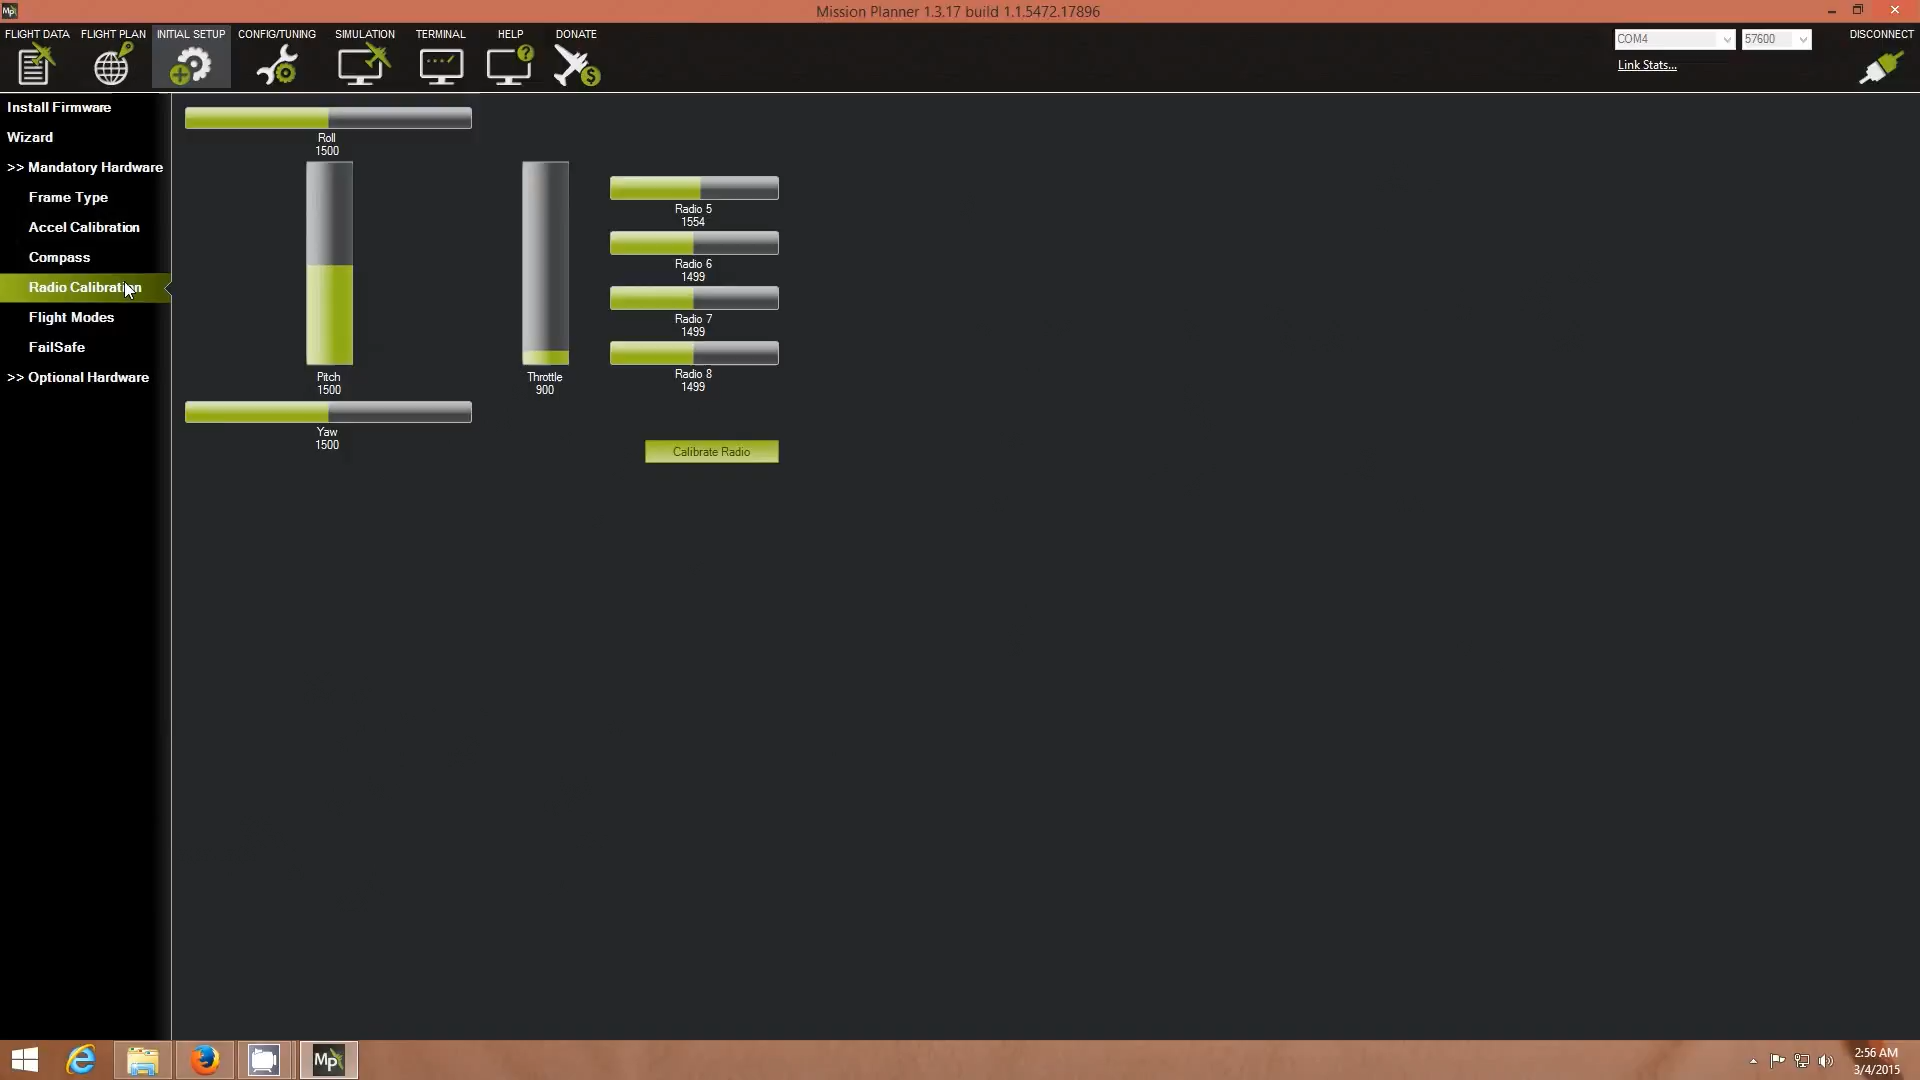 Mission Planner 1.3.17 build 1.1.5472.17896
FLIGHT DATA FLIGHT PLAN INITIAL SETUP CONFIG/TUNING SIMULATION TERMINAL HELP DONATE
COM4 57600 DISCONNECT
Link Stats...
Install Firmware
Wizard
>> Mandatory Hardware
Frame Type
Accel Calibration
Compass
Radio Calibration
Flight Modes
FailSafe
>> Optional Hardware
Roll
1500
Pitch
1500
Throttle
900
Radio 5
1554
Radio 6
1499
Radio 7
1499
Radio 8
1499
Yaw
1500
Calibrate Radio
Mp
2:56 AM
3/4/2015